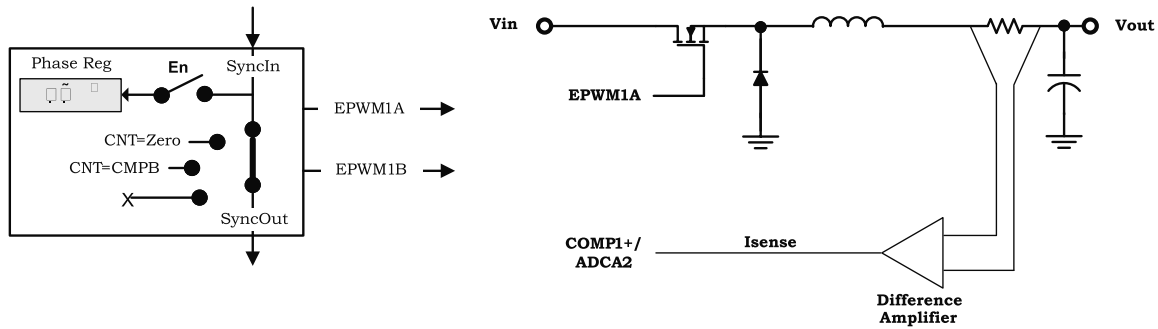 Phase Reg
En
SyncIn
CNT=Zero
CNT=CMPB
X
SyncOut
EPWM1A
EPWM1B
Vin
Vout
EPWM1A
COMP1+/
ADCA2
Isense
Difference
Amplifier